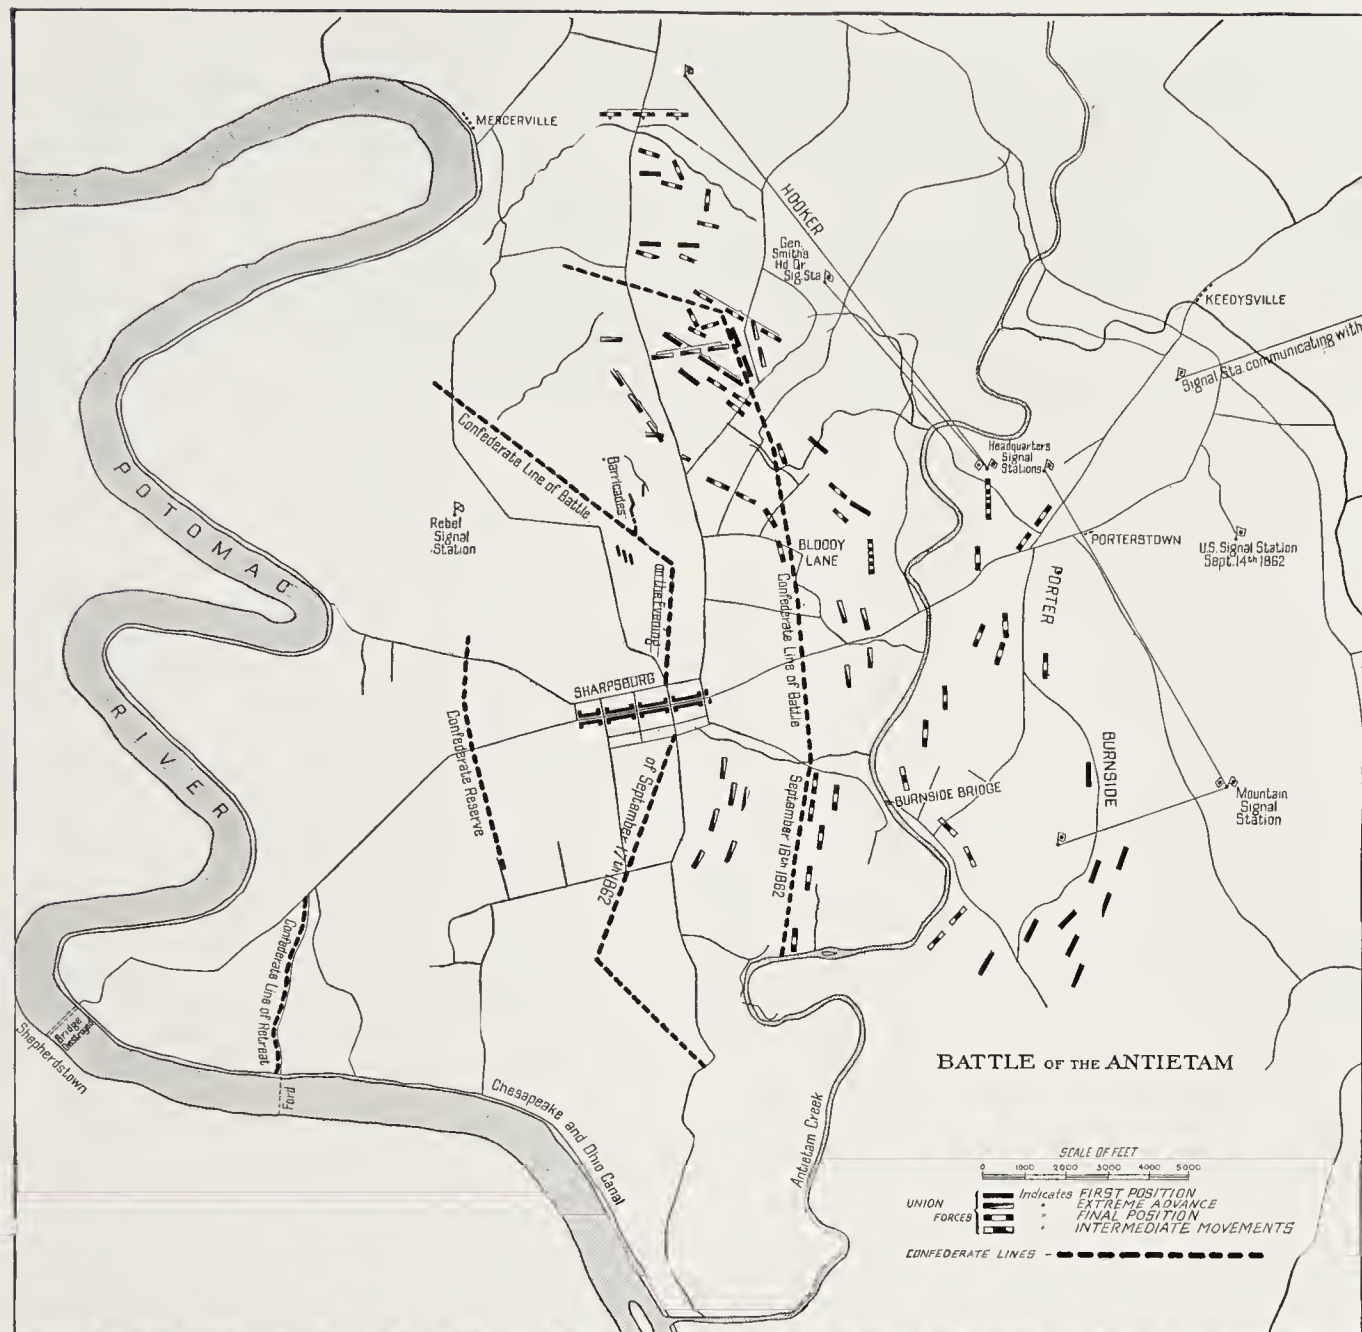 MERCERVILLE
HOOKER
Gen.
Smith's
Hd Qr
Sig. Sta
KEEDYSVILLE
Signal Sta. communicating with
Confederate Line of Battle
Barricades
Headquarters
Signal
Stations
Rebel
Signal
Station
POTOMAC
RIVER
BLOODY
LANE
PORTERSTOWN
U.S. Signal Station
Sept. 14th 1862
PORTER
on the Evening
Confederate Line of Battle
SHARPSBURG
Confederate Reserve
of September 17th 1862
September 16th 1862
BURNSIDE BRIDGE
BURNSIDE
Mountain
Signal
Station
Confederate Line of Retreat
Bridge
Destroyed
Shepherdstown
Ford
Chesapeake and Ohio Canal
Antietam Creek
BATTLE OF THE ANTIETAM
SCALE OF FEET
0 1000 2000 3000 4000 5000
UNION
FORCES
Indicates FIRST POSITION
" EXTREME ADVANCE
" FINAL POSITION
" INTERMEDIATE MOVEMENTS
CONFEDERATE LINES -